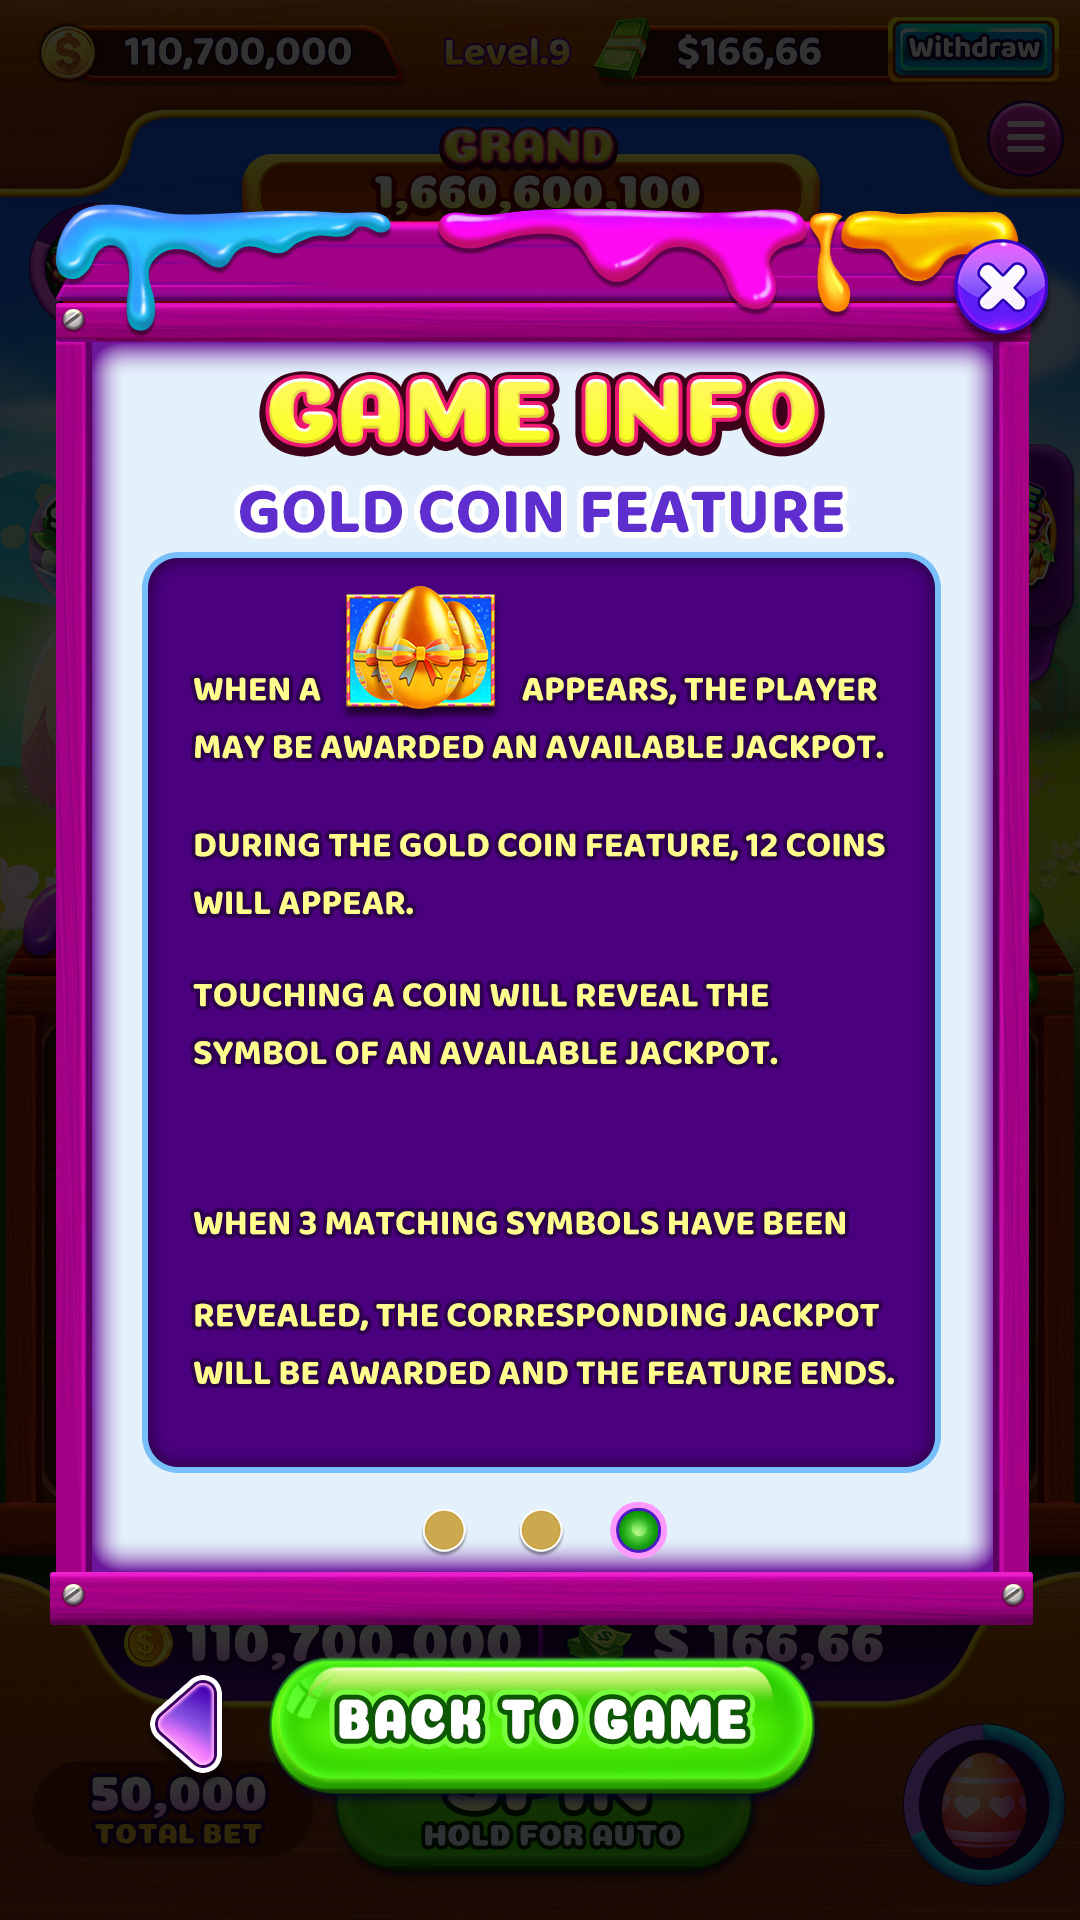 110,700,000
Level.9
$166,66
Withdraw
GRAND
1,660,600,100
GAME INFO
GOLD COIN FEATURE
WHEN A APPEARS, THE PLAYER
MAY BE AWARDED AN AVAILABLE JACKPOT.
DURING THE GOLD COIN FEATURE, 12 COINS
WILL APPEAR.
TOUCHING A COIN WILL REVEAL THE
SYMBOL OF AN AVAILABLE JACKPOT.
WHEN 3 MATCHING SYMBOLS HAVE BEEN
REVEALED, THE CORRESPONDING JACKPOT
WILL BE AWARDED AND THE FEATURE ENDS.
110,700,000
$ 166,66
BACK TO GAME
50,000
TOTAL BET
SPIN
HOLD FOR AUTO